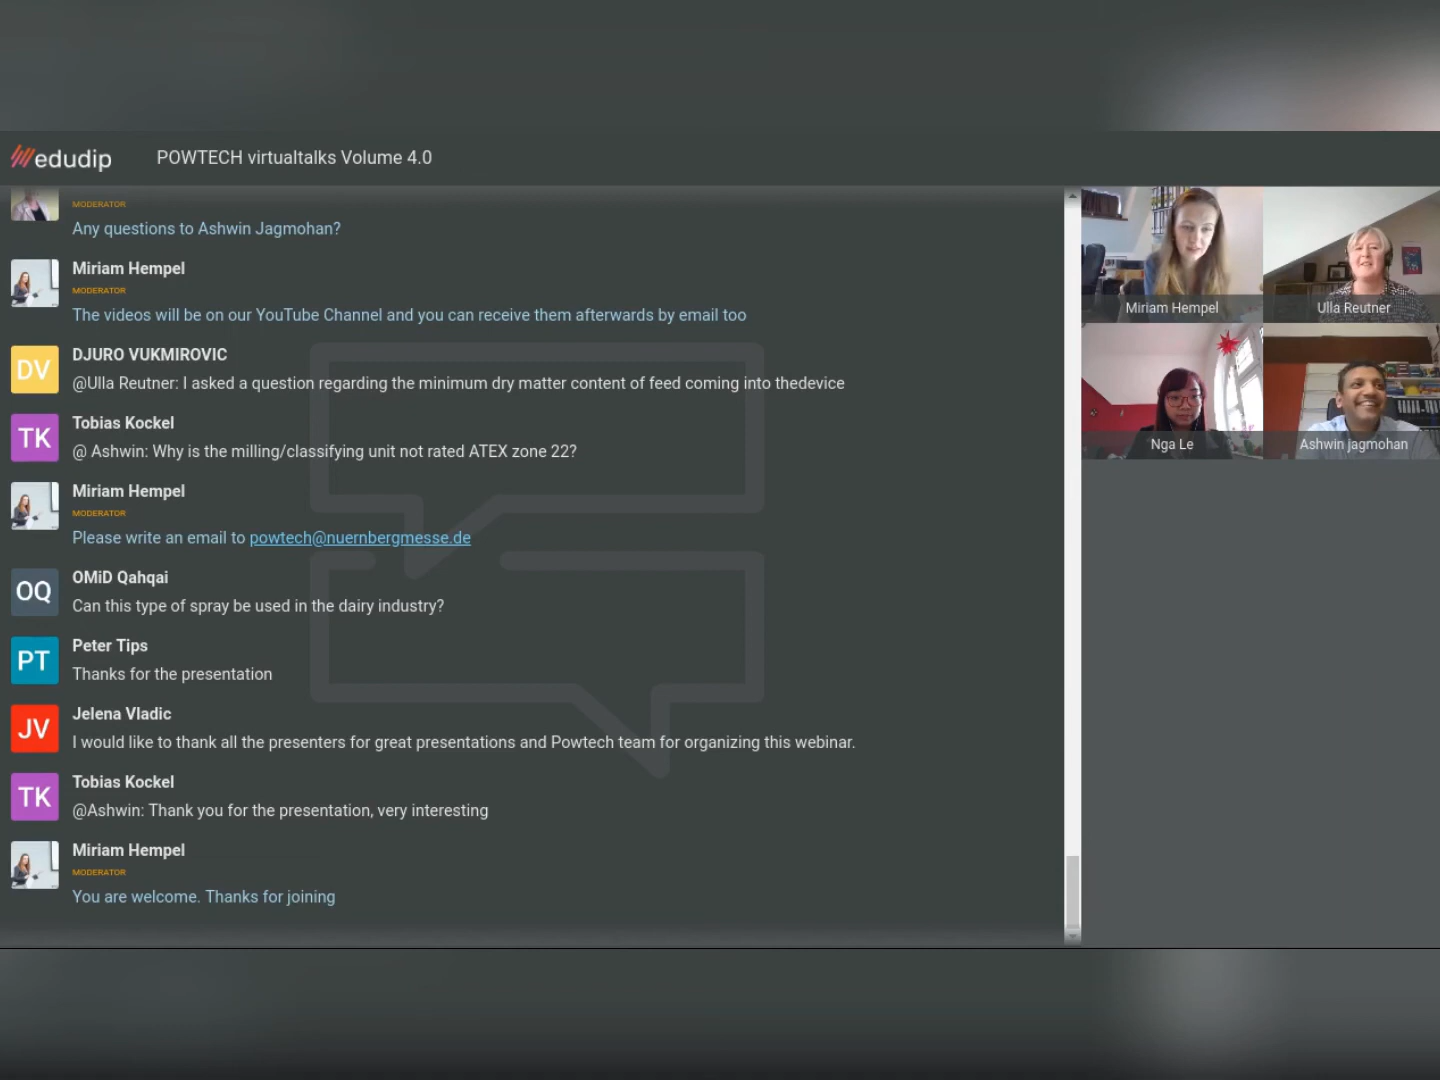 edudip
POWTECH virtualtalks Volume 4.0
MODERATOR
Any questions to Ashwin Jagmohan?
Miriam Hempel
MODERATOR
The videos will be on our YouTube Channel and you can receive them afterwards by email too
DV
DJURO VUKMIROVIC
@Ulla Reutner: I asked a question regarding the minimum dry matter content of feed coming into thedevice
TK
Tobias Kockel
@ Ashwin: Why is the milling/classifying unit not rated ATEX zone 22?
Miriam Hempel
MODERATOR
Please write an email to powtech@nuernbergmesse.de
OQ
OMiD Qahqai
Can this type of spray be used in the dairy industry?
PT
Peter Tips
Thanks for the presentation
JV
Jelena Vladic
I would like to thank all the presenters for great presentations and Powtech team for organizing this webinar.
TK
Tobias Kockel
@Ashwin: Thank you for the presentation, very interesting
Miriam Hempel
MODERATOR
You are welcome. Thanks for joining
Miriam Hempel
Ulla Reutner
Nga Le
Ashwin jagmohan